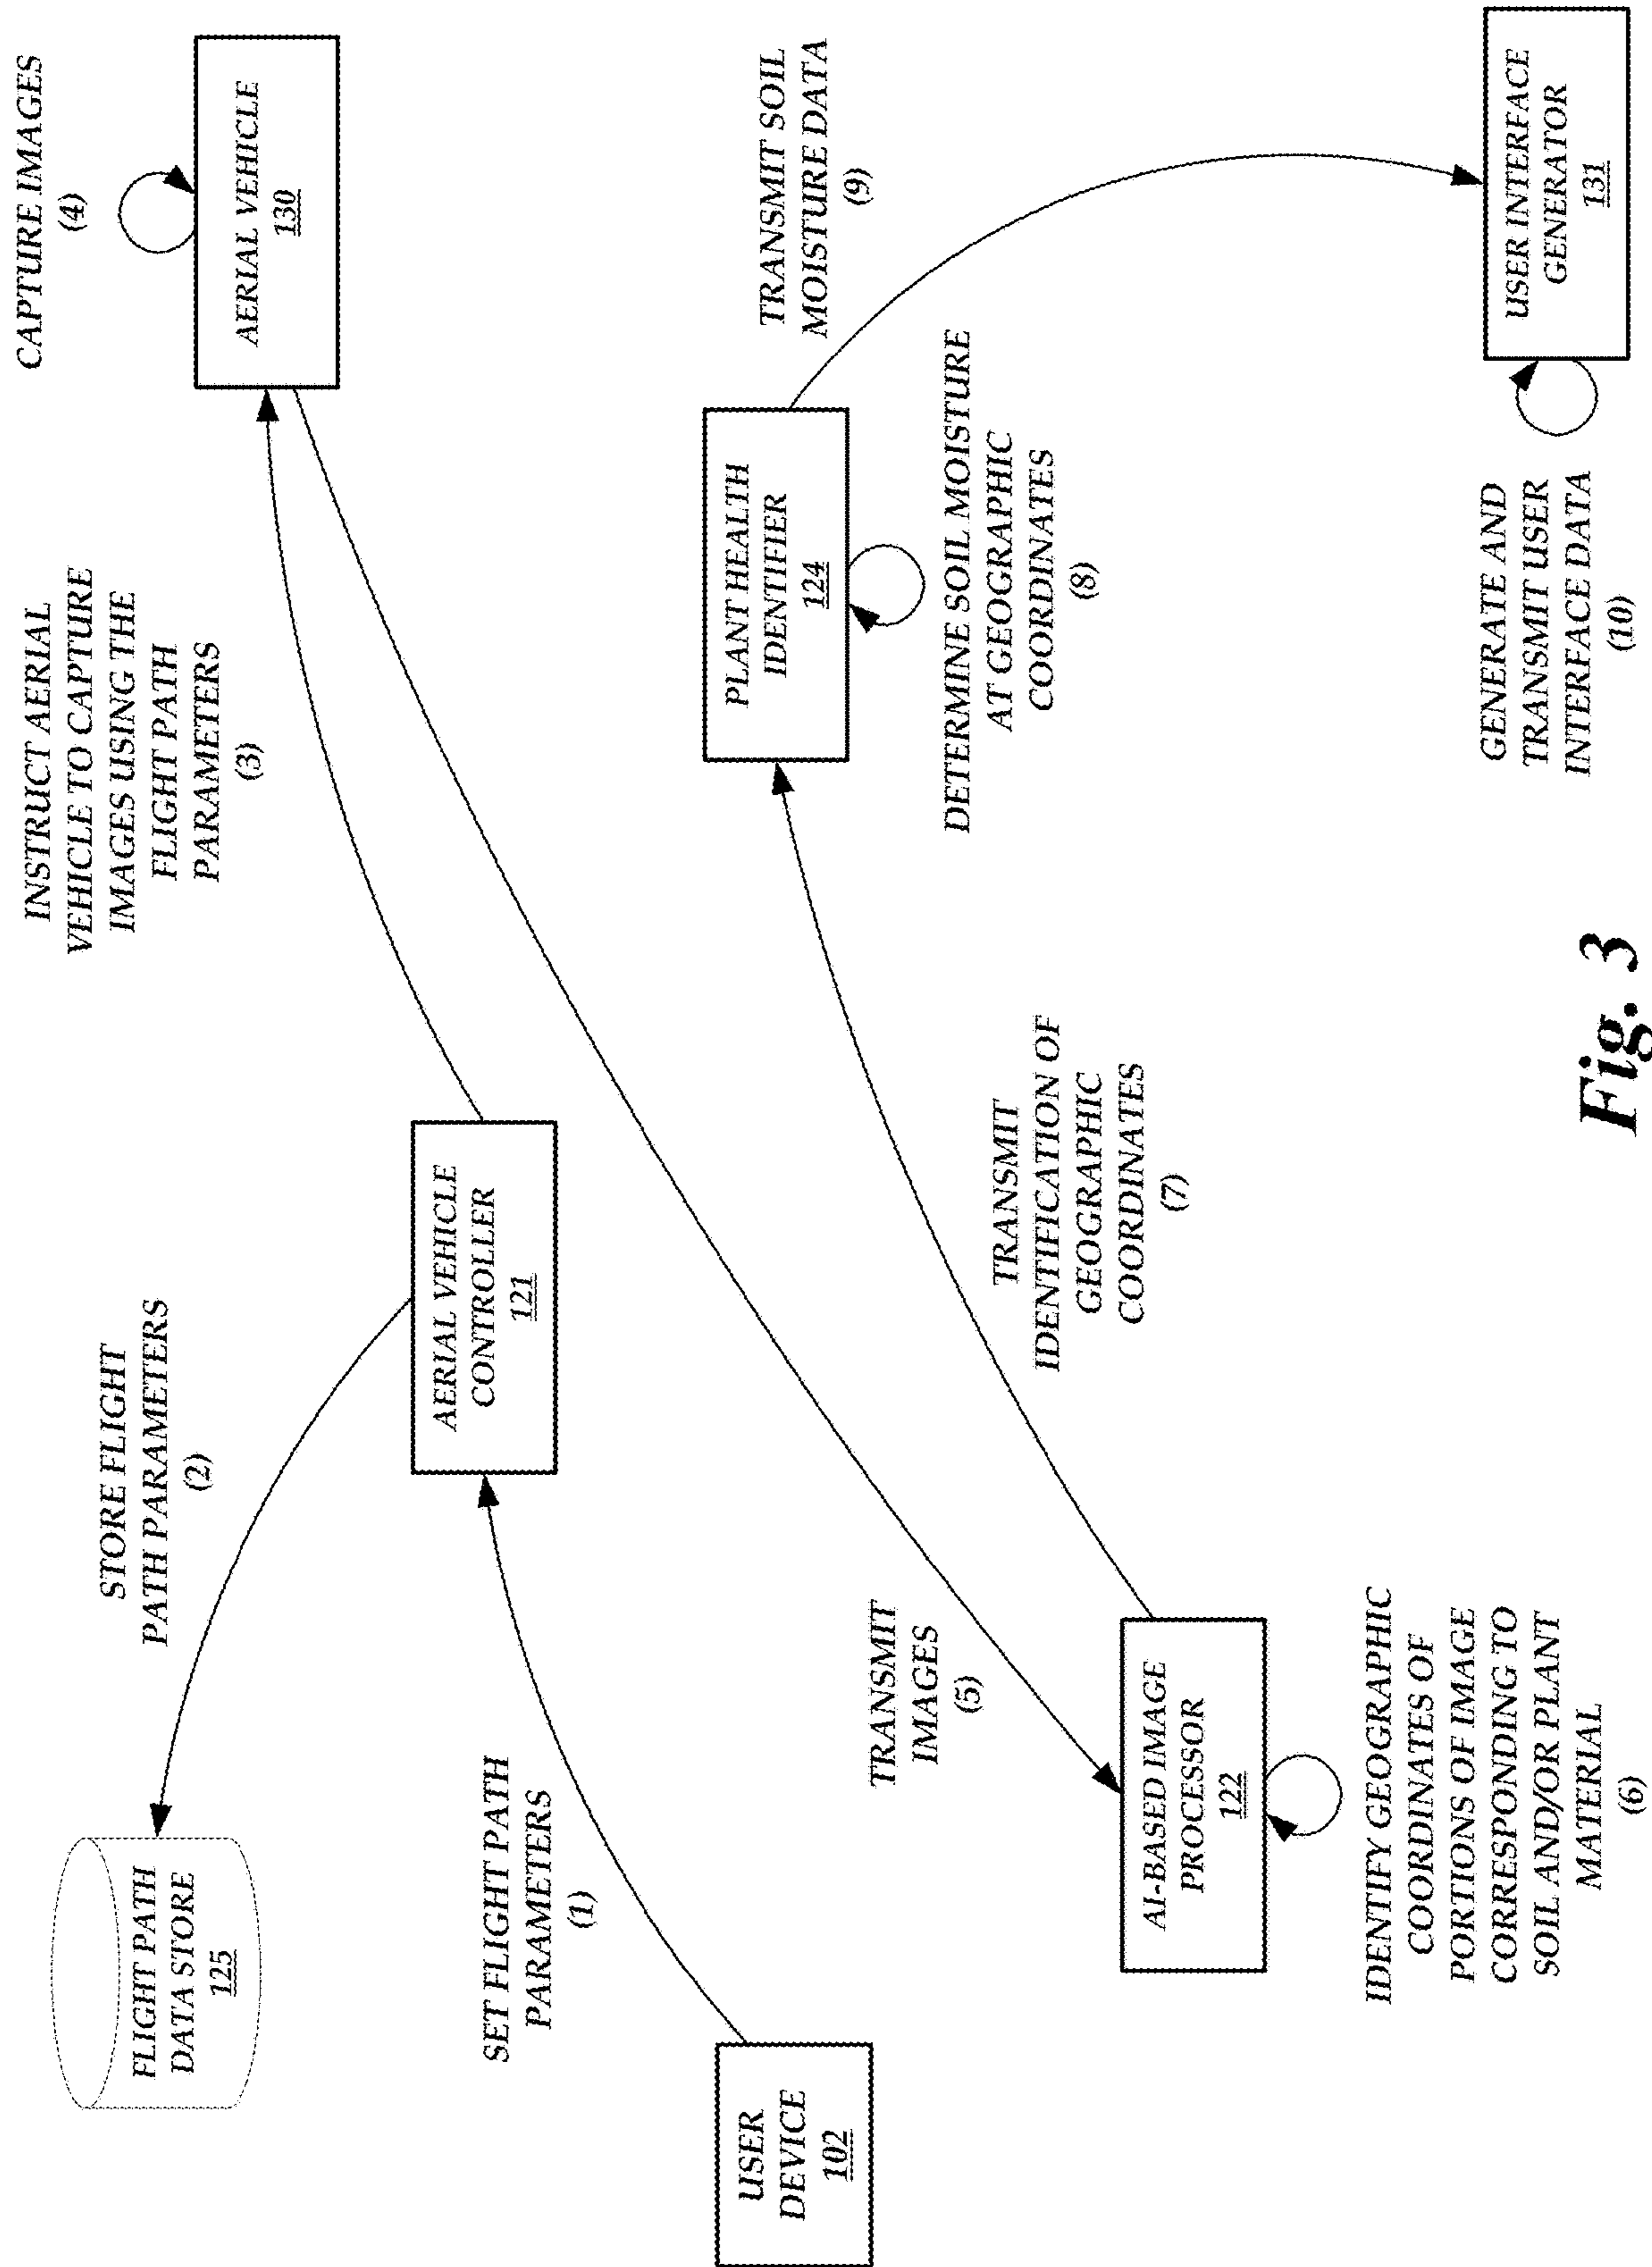 FLIGHT PATH
DATA STORE
125
STORE FLIGHT
PATH PARAMETERS
(2)
INSTRUCT AERIAL
VEHICLE TO CAPTURE
IMAGES USING THE
FLIGHT PATH
PARAMETERS
(3)
CAPTURE IMAGES
(4)
AERIAL VEHICLE
130
SET FLIGHT PATH
PARAMETERS
(1)
AERIAL VEHICLE
CONTROLLER
121
USER
DEVICE
102
TRANSMIT
IMAGES
(5)
PLANT HEALTH
IDENTIFIER
124
TRANSMIT SOIL
MOISTURE DATA
(9)
DETERMINE SOIL MOISTURE
AT GEOGRAPHIC
COORDINATES
(8)
TRANSMIT
IDENTIFICATION OF
GEOGRAPHIC
COORDINATES
(7)
AI-BASED IMAGE
PROCESSOR
122
IDENTIFY GEOGRAPHIC
COORDINATES OF
PORTIONS OF IMAGE
CORRESPONDING TO
SOIL AND/OR PLANT
MATERIAL
(6)
GENERATE AND
TRANSMIT USER
INTERFACE DATA
(10)
USER INTERFACE
GENERATOR
131
Fig. 3